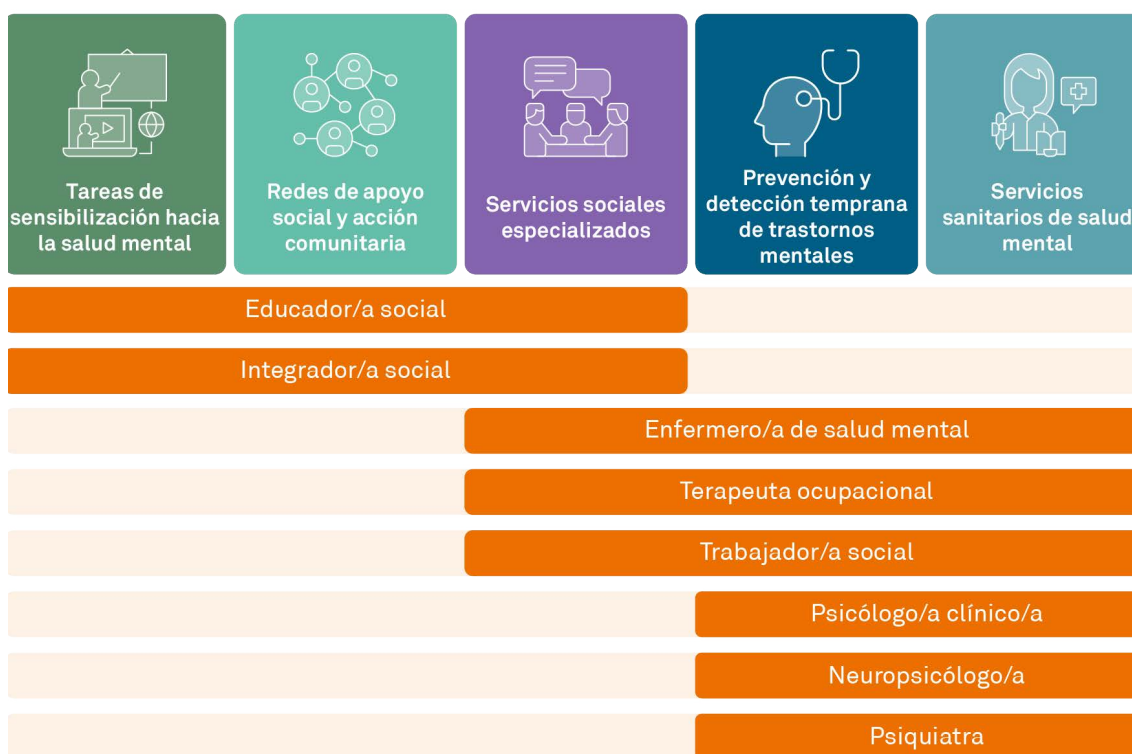 Tareas de
sensibilización hacia
la salud mental
Redes de apoyo
social y acción
comunitaria
Servicios sociales
especializados
Prevención y
detección temprana
de trastornos
mentales
Servicios
sanitarios de salud
mental
Educador/a social
Integrador/a social
Enfermero/a de salud mental
Terapeuta ocupacional
Trabajador/a social
Psicólogo/a clínico/a
Neuropsicólogo/a
Psiquiatra